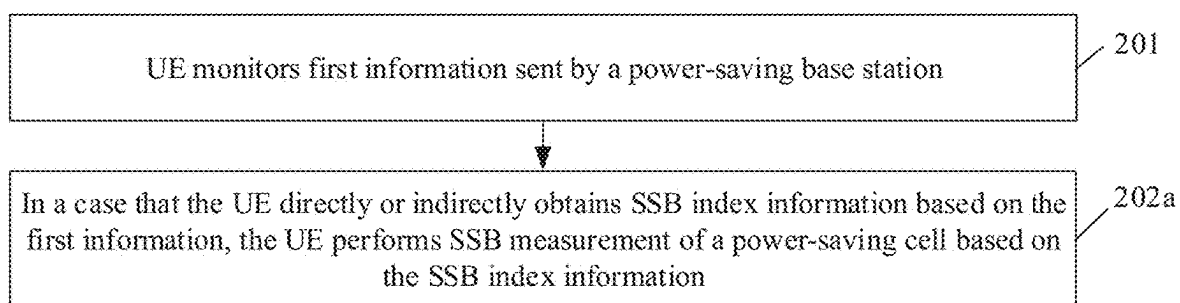 UE monitors first information sent by a power-saving base station
201
In a case that the UE directly or indirectly obtains SSB index information based on the
first information, the UE performs SSB measurement of a power-saving cell based on
the SSB index information
202a